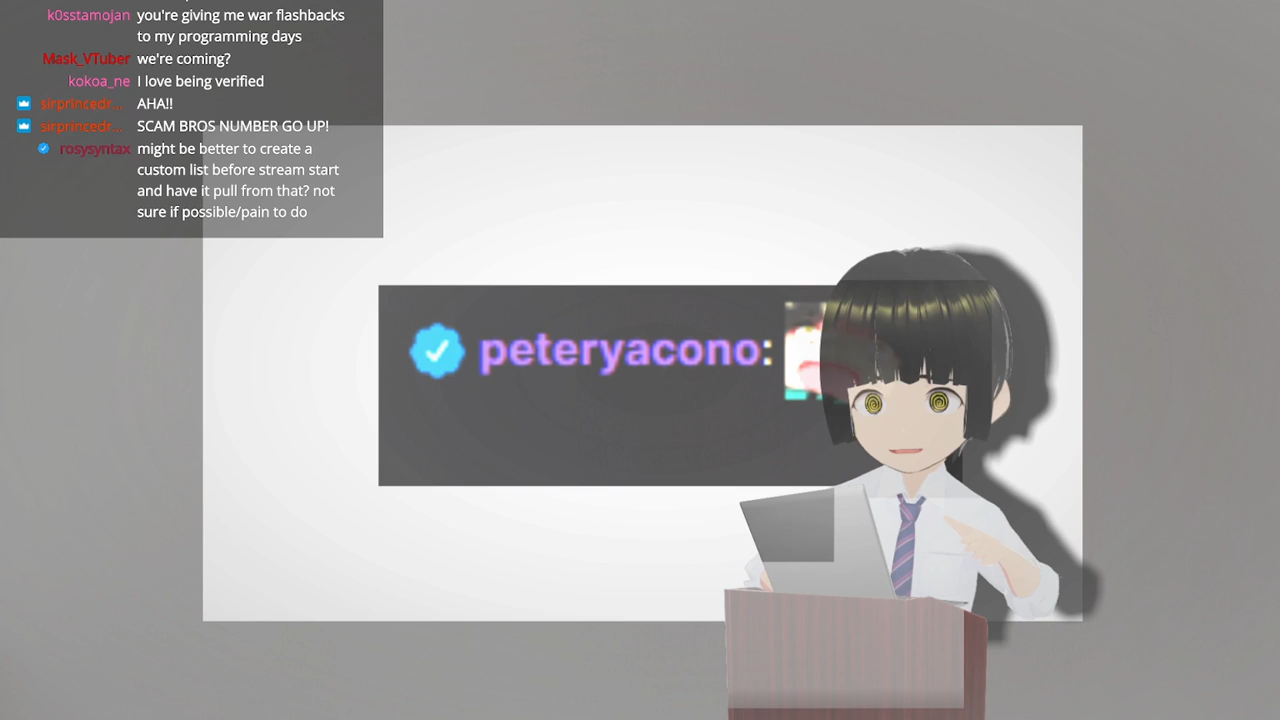 k0sstamojan you're giving me war flashbacks
to my programming days
Mask_VTuber we're coming?
kokoa_ne I love being verified
sirprincedr... AHA!!
sirprincedr... SCAM BROS NUMBER GO UP!
rosysyntax might be better to create a
custom list before stream start
and have it pull from that? not
sure if possible/pain to do
peteryacono: